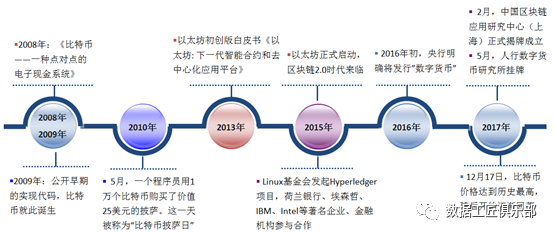 2008年:《比特币
——一种点对点的
电子现金系统》
以太坊初创版白皮书《以
太坊: 下一代智能合约和去
中心化应用平台》
以太坊正式启动,
区块链2.0时代来临
2016年初，央行
明确将发行"数字货币"
2月，中国区块链
应用研究中心（上
海）正式揭牌成立
5月，人行数字货
币研究所挂牌
2008年
2009年
2010年
2013年
2015年
2016年
2017年
2009年：公开早期
的实现代码，比特
币就此诞生
5月，一个程序员用1
万个比特币购买了价值
25美元的披萨。这一天
被称为"比特币披萨日"
Linux基金会发起Hyperledger
项目，荷兰银行、埃森哲、
IBM、Intel等著名企业、金融
机构参与合作
12月17日，比特币
价格达到历史最高，
数据工匠俱乐部